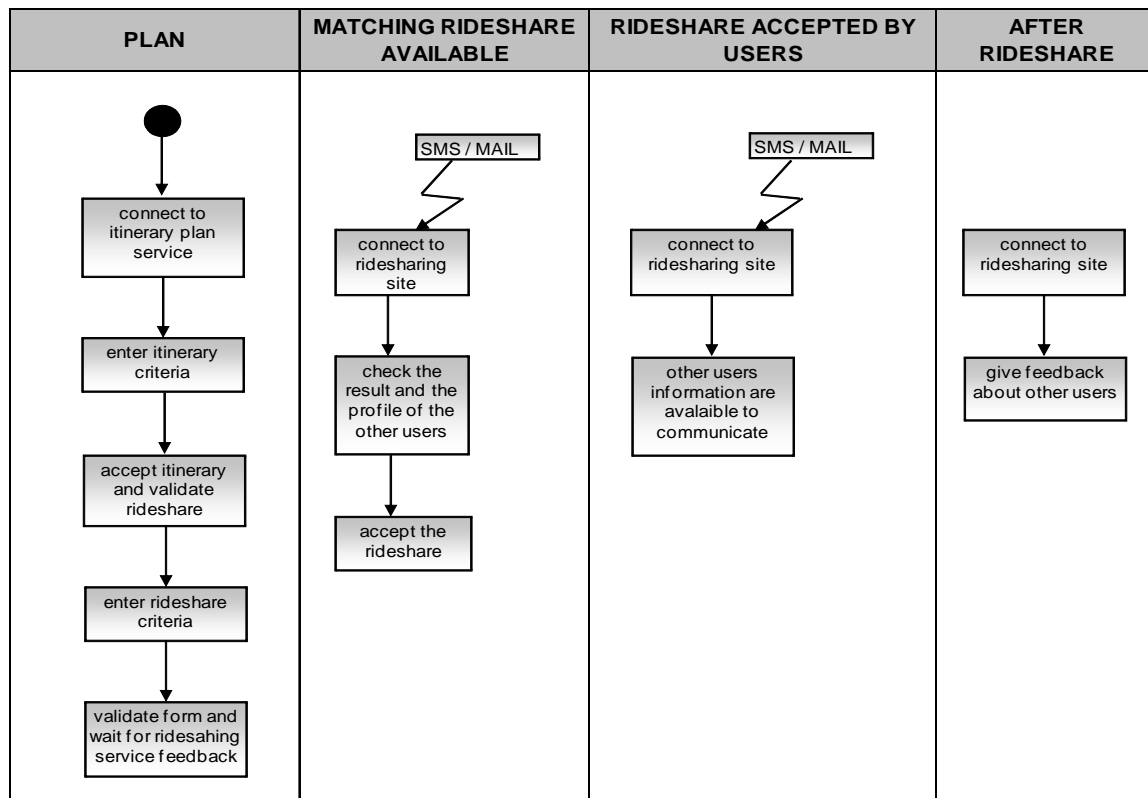 PLAN
MATCHING RIDESHARE
AVAILABLE
RIDESHARE ACCEPTED BY
USERS
AFTER
RIDESHARE
connect to
itinerary plan
service
enter itinerary
criteria
accept itinerary
and validate
rideshare
enter rideshare
criteria
validate form and
wait for ridesahing
service feedback
SMS / MAIL
connect to
ridesharing
site
check the
result and the
profile of the
other users
accept the
rideshare
SMS / MAIL
connect to
ridesharing site
other users
information are
avalaible to
communicate
connect to
ridesharing site
give feedback
about other users